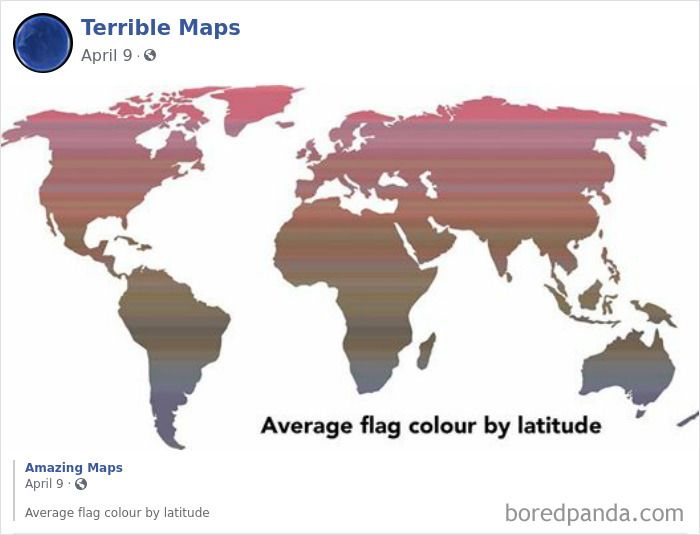 Terrible Maps
April 9 ·
Average flag colour by latitude
Amazing Maps
April 9 ·
Average flag colour by latitude
boredpanda.com